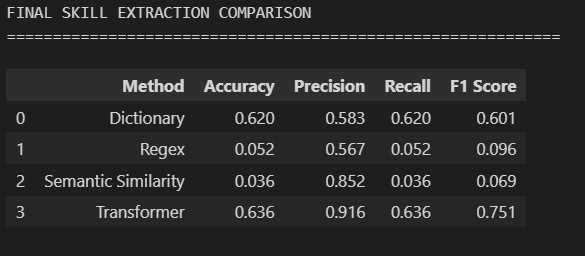 FINAL SKILL EXTRACTION COMPARISON
============================================================
Method Accuracy Precision Recall F1 Score
0 Dictionary 0.620 0.583 0.620 0.601
1 Regex 0.052 0.567 0.052 0.096
2 Semantic Similarity 0.036 0.852 0.036 0.069
3 Transformer 0.636 0.916 0.636 0.751